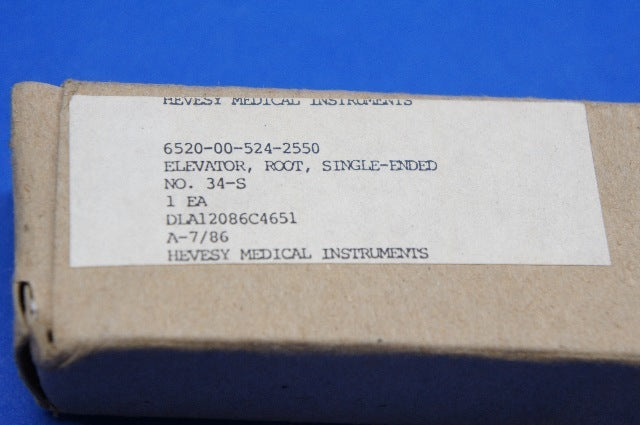 HEVESY MEDICAL INSTRUMENTS
6520-00-524-2550
ELEVATOR, ROOT, SINGLE-ENDED
NO. 34-S
1 EA
DLA12086C4651
A-7/86
HEVESY MEDICAL INSTRUMENTS